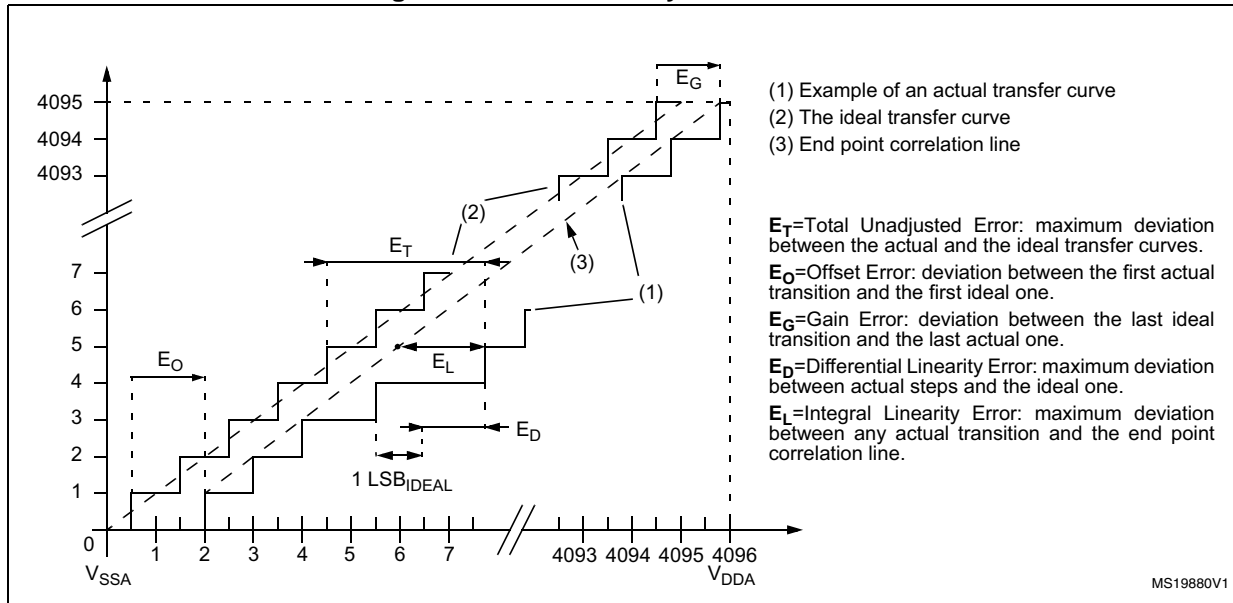 E_G
4095
4094
4093
(1) Example of an actual transfer curve
(2) The ideal transfer curve
(3) End point correlation line
(2)
E_T
(3)
(1)
7
6
5
4
3
2
1
0
E_O
E_L
E_D
1 LSB_IDEAL
E_T=Total Unadjusted Error: maximum deviation
between the actual and the ideal transfer curves.
E_O=Offset Error: deviation between the first actual
transition and the first ideal one.
E_G=Gain Error: deviation between the last ideal
transition and the last actual one.
E_D=Differential Linearity Error: maximum deviation
between actual steps and the ideal one.
E_L=Integral Linearity Error: maximum deviation
between any actual transition and the end point
correlation line.
1 2 3 4 5 6 7 4093 4094 4095 4096
V_SSA V_DDA
MS19880V1